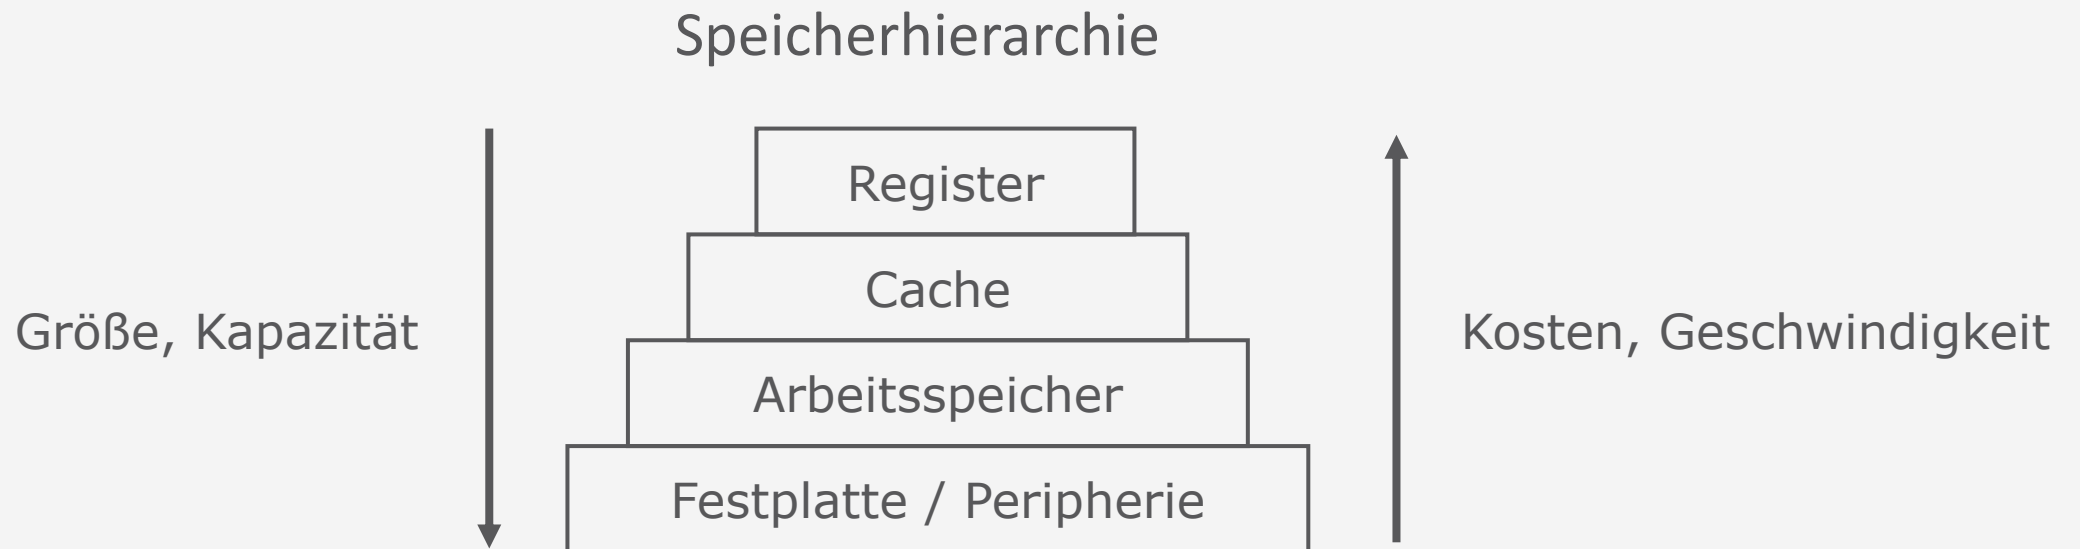 Speicherhierarchie
Register
Cache
Größe, Kapazität
Kosten, Geschwindigkeit
Arbeitsspeicher
Festplatte / Peripherie